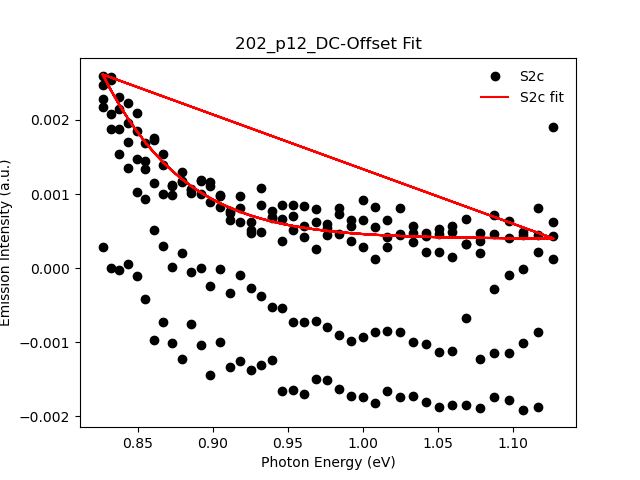 202_p12_DC-Offset Fit
S2c
S2c fit
Emission Intensity (a.u.)
0.002
0.001
0.000
−0.001
−0.002
0.85 0.90 0.95 1.00 1.05 1.10
Photon Energy (eV)